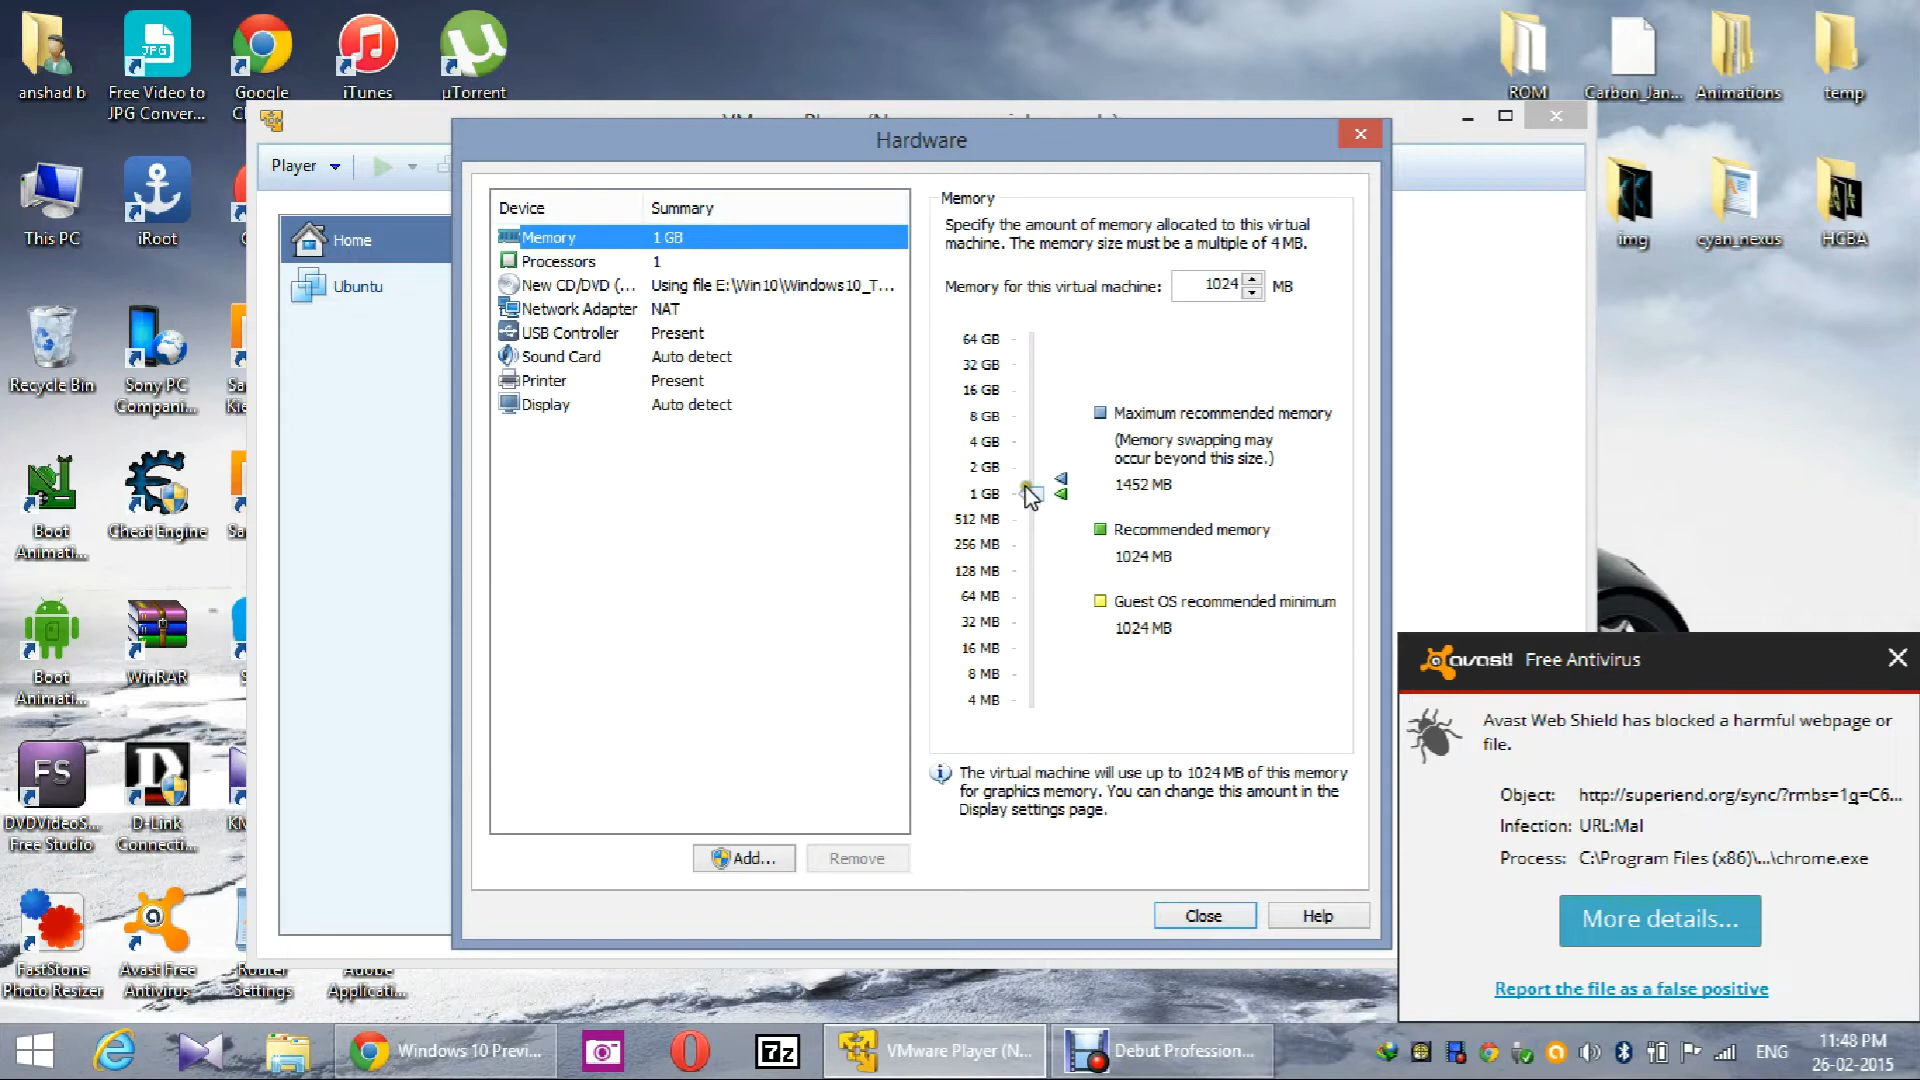 anshad b
Free Video to
JPG Conver...
Google
iTunes
µTorrent
ROM
Carbon_Jan...
Animations
temp
This PC
iRoot
img
cyan_nexus
HCBA
Recycle Bin
Sony PC
Compani...
Sa
Kie
Boot
Animati...
Cheat Engine
Sa
Boot
Animati...
WinRAR
DVDVideoS...
Free Studio
D-Link
Connecti...
KM
FastStone
Photo Resizer
Avast Free
Antivirus
Router
Settings
Adobe
Applicati...
Player
Home
Ubuntu
Hardware
Device Summary
Memory 1 GB
Processors 1
New CD/DVD (... Using file E:\Win10\Windows10_T...
Network Adapter NAT
USB Controller Present
Sound Card Auto detect
Printer Present
Display Auto detect
Add...
Remove
Memory
Specify the amount of memory allocated to this virtual
machine. The memory size must be a multiple of 4 MB.
Memory for this virtual machine: 1024 MB
64 GB
32 GB
16 GB
8 GB
4 GB
2 GB
1 GB
512 MB
256 MB
128 MB
64 MB
32 MB
16 MB
8 MB
4 MB
Maximum recommended memory
(Memory swapping may
occur beyond this size.)
1452 MB
Recommended memory
1024 MB
Guest OS recommended minimum
1024 MB
The virtual machine will use up to 1024 MB of this memory
for graphics memory. You can change this amount in the
Display settings page.
Close
Help
avast! Free Antivirus
Avast Web Shield has blocked a harmful webpage or
file.
Object: http://superiend.org/sync/?rmbs=1g=C6...
Infection: URL:Mal
Process: C:\Program Files (x86)\...\chrome.exe
More details...
Report the file as a false positive
Windows 10 Previ...
7z
VMware Player (N...
Debut Profession...
ENG
11:48 PM
26-02-2015